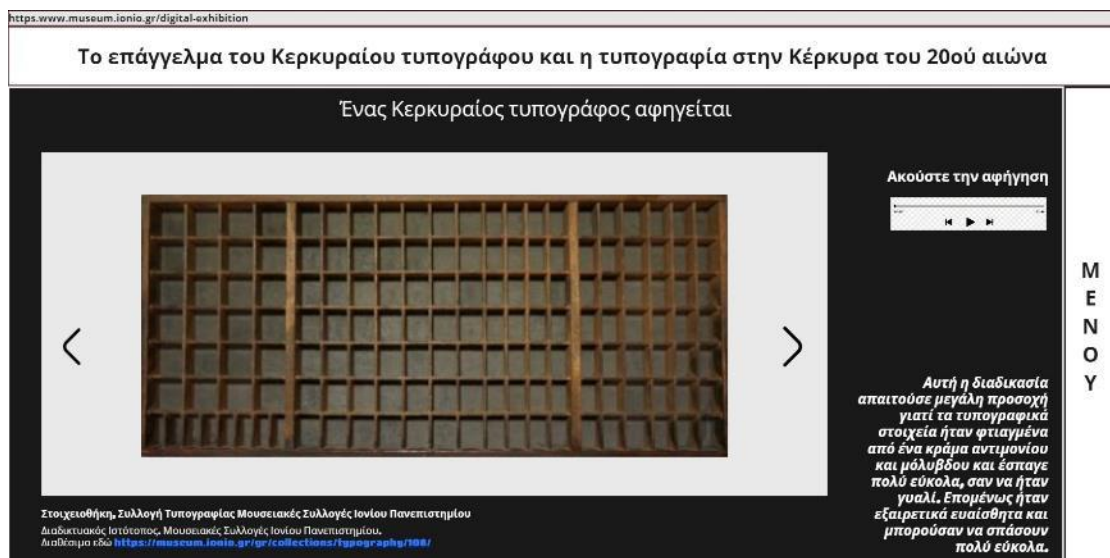 https.www.museum.ionio.gr/digital-exhibition
Το επάγγελμα του Κερκυραίου τυπογράφου και η τυπογραφία στην Κέρκυρα του 20ού αιώνα
Ένας Κερκυραίος τυπογράφος αφηγείται
Ακούστε την αφήγηση
ΜΕΝΟΥ
Αυτή η διαδικασία
απαιτούσε μεγάλη προσοχή
γιατί τα τυπογραφικά
στοιχεία ήταν φτιαγμένα
από ένα κράμα αντιμονίου
και μόλυβδου και έσπαγε
πολύ εύκολα, σαν να ήταν
γυαλί. Επομένως ήταν
εξαιρετικά ευαίσθητα και
μπορούσαν να σπάσουν
πολύ εύκολα.
Στοιχειοθήκη, Συλλογή Τυπογραφίας Μουσειακές Συλλογές Ιονίου Πανεπιστημίου
Διαδικτυακός Ιστότοπος, Μουσειακές Συλλογές Ιονίου Πανεπιστημίου,
Διαθέσιμο εδώ https://museum.ionio.gr/gr/collections/typography/108/